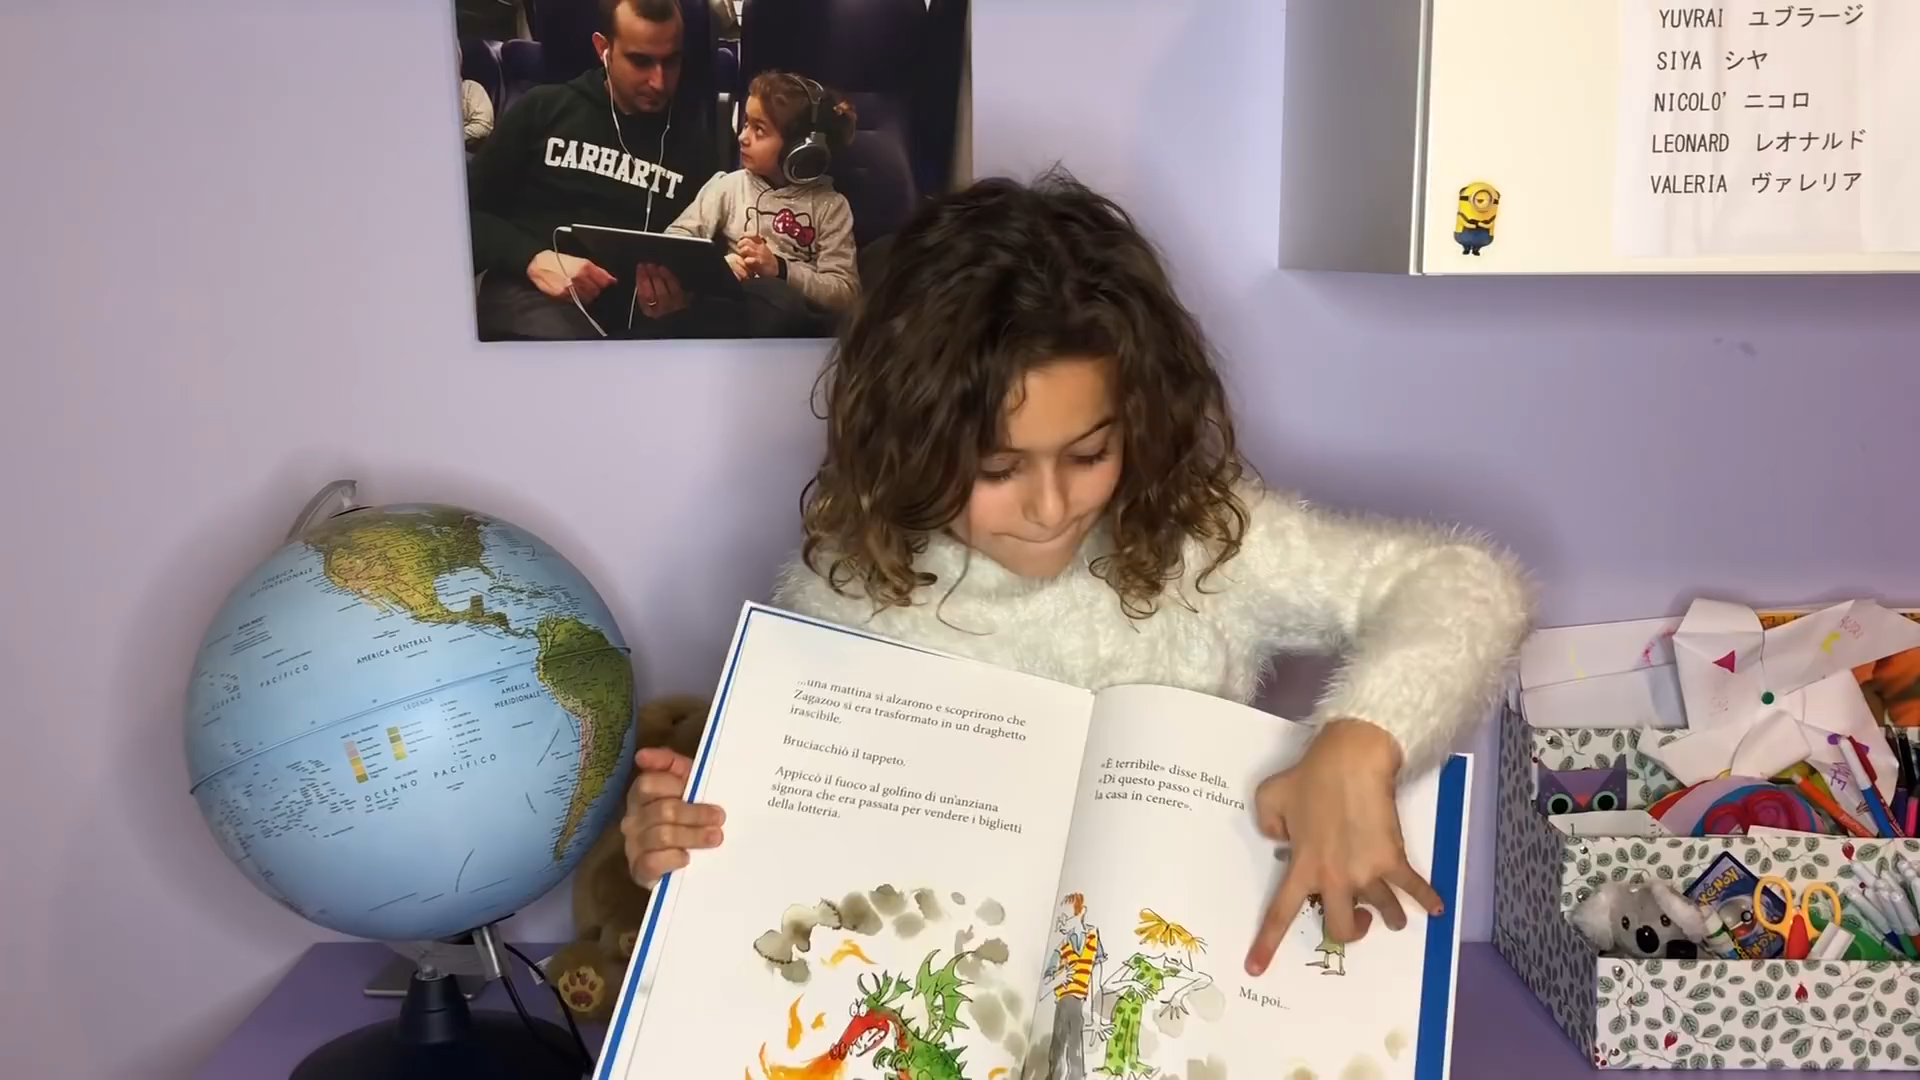 YUVRAI ユブラージ
SIYA シヤ
NICOLO' ニコロ
LEONARD レオナルド
VALERIA ヴァレリア
CARHARTT
AMERICA CENTRALE
AMERICA
MERIDIONALE
LEGENDA
PACIFICO
OCEANO PACIFICO
...una mattina si alzarono e scoprirono che
Zagazoo si era trasformato in un draghetto
irascibile.
Bruciacchiò il tappeto.
Appiccò il fuoco al golfino di un'anziana
signora che era passata per vendere i biglietti
della lotteria.
«È terribile» disse Bella.
«Di questo passo ci ridurrà
la casa in cenere».
Ma poi...